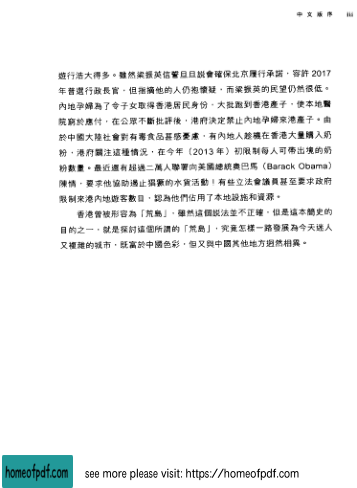 中文版序 iii
遊行浩大得多。雖然梁振英信誓旦旦說會確保北京履行承諾，容許 2017
年普選行政長官，但指摘他的人仍抱懷疑，而梁振英的民望仍然很低。
內地孕婦為了令子女取得香港居民身份，大批跑到香港產子，使本地醫
院窮於應付，在公眾不斷批評後，港府決定禁止內地孕婦來港產子。由
於中國大陸社會對有毒食品甚感憂慮，有內地人趁機在香港大量購入奶
粉，港府關注這種情況，在今年（2013 年）初限制每人可帶出境的奶
粉數量。最近還有超過二萬人聯署向美國總統奧巴馬（Barack Obama）
陳情，要求他協助遏止猖獗的水貨活動！有些立法會議員甚至要求政府
限制來港內地遊客數目，認為他們佔用了本地設施和資源。
香港曾被形容為「荒島」，雖然這個說法並不正確，但是這本簡史的
目的之一，就是探討這個所謂的「荒島」，究竟怎樣一路發展為今天迷人
又複雜的城市，既富於中國色彩，但又與中國其他地方迥然相異。
homeofpdf.com
see more please visit: https://homeofpdf.com